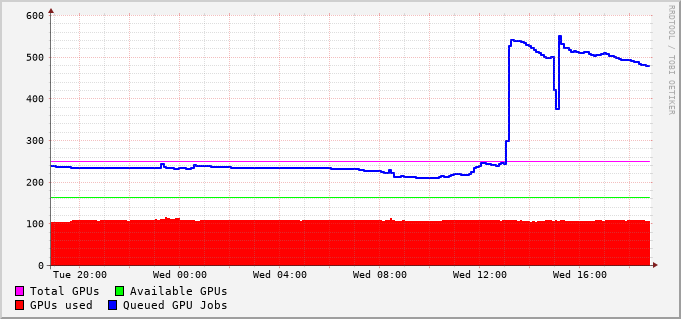 600
500
400
300
200
100
0
Tue 20:00 Wed 00:00 Wed 04:00 Wed 08:00 Wed 12:00 Wed 16:00
Total GPUs Available GPUs
GPUs used Queued GPU Jobs
RRDTOOL / TOBI OETIKER